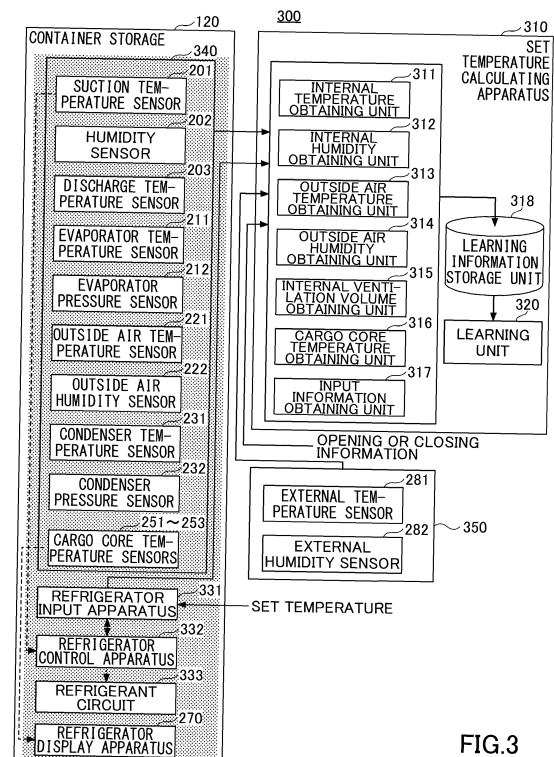 300
120
CONTAINER STORAGE
340
201
SUCTION TEM-
PERATURE SENSOR
202
HUMIDITY
SENSOR
203
DISCHARGE TEM-
PERATURE SENSOR
211
EVAPORATOR TEM-
PERATURE SENSOR
212
EVAPORATOR
PRESSURE SENSOR
221
OUTSIDE AIR TEM-
PERATURE SENSOR
222
OUTSIDE AIR
HUMIDITY SENSOR
231
CONDENSER TEM-
PERATURE SENSOR
232
CONDENSER
PRESSURE SENSOR
251~253
CARGO CORE TEM-
PERATURE SENSORS
331
REFRIGERATOR
INPUT APPARATUS
332
REFRIGERATOR
CONTROL APPARATUS
333
REFRIGERANT
CIRCUIT
270
REFRIGERATOR
DISPLAY APPARATUS
310
SET
TEMPERATURE
CALCULATING
APPARATUS
311
INTERNAL
TEMPERATURE
OBTAINING UNIT
312
INTERNAL
HUMIDITY
OBTAINING UNIT
313
OUTSIDE AIR
TEMPERATURE
OBTAINING UNIT
314
OUTSIDE AIR
HUMIDITY
OBTAINING UNIT
315
INTERNAL VENTI-
LATION VOLUME
OBTAINING UNIT
316
CARGO CORE
TEMPERATURE
OBTAINING UNIT
317
INPUT
INFORMATION
OBTAINING UNIT
318
LEARNING
INFORMATION
STORAGE UNIT
320
LEARNING
UNIT
OPENING OR CLOSING
INFORMATION
281
EXTERNAL TEM-
PERATURE SENSOR
282
EXTERNAL
HUMIDITY SENSOR
350
SET TEMPERATURE
FIG.3